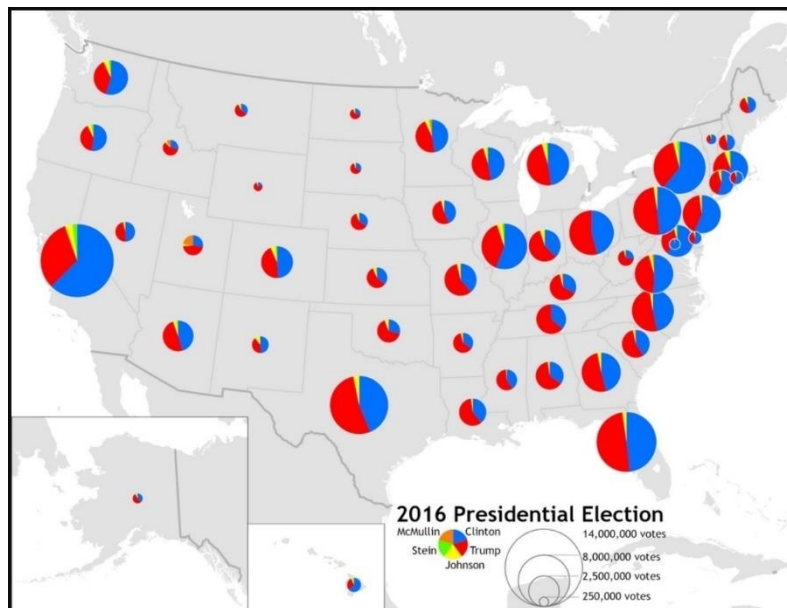 2016 Presidential Election
McMullin
Clinton
Stein
Trump
Johnson
14,000,000 votes
8,000,000 votes
2,500,000 votes
250,000 votes